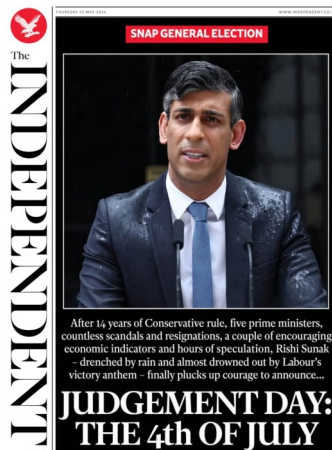 THURSDAY 23 MAY 2024
WWW.INDEPENDENT.CO.
SNAP GENERAL ELECTION
The
INDEPENDENT
After 14 years of Conservative rule, five prime ministers,
countless scandals and resignations, a couple of encouraging
economic indicators and hours of speculation, Rishi Sunak
– drenched by rain and almost drowned out by Labour’s
victory anthem – finally plucks up courage to announce...
JUDGEMENT DAY:
THE 4th OF JULY